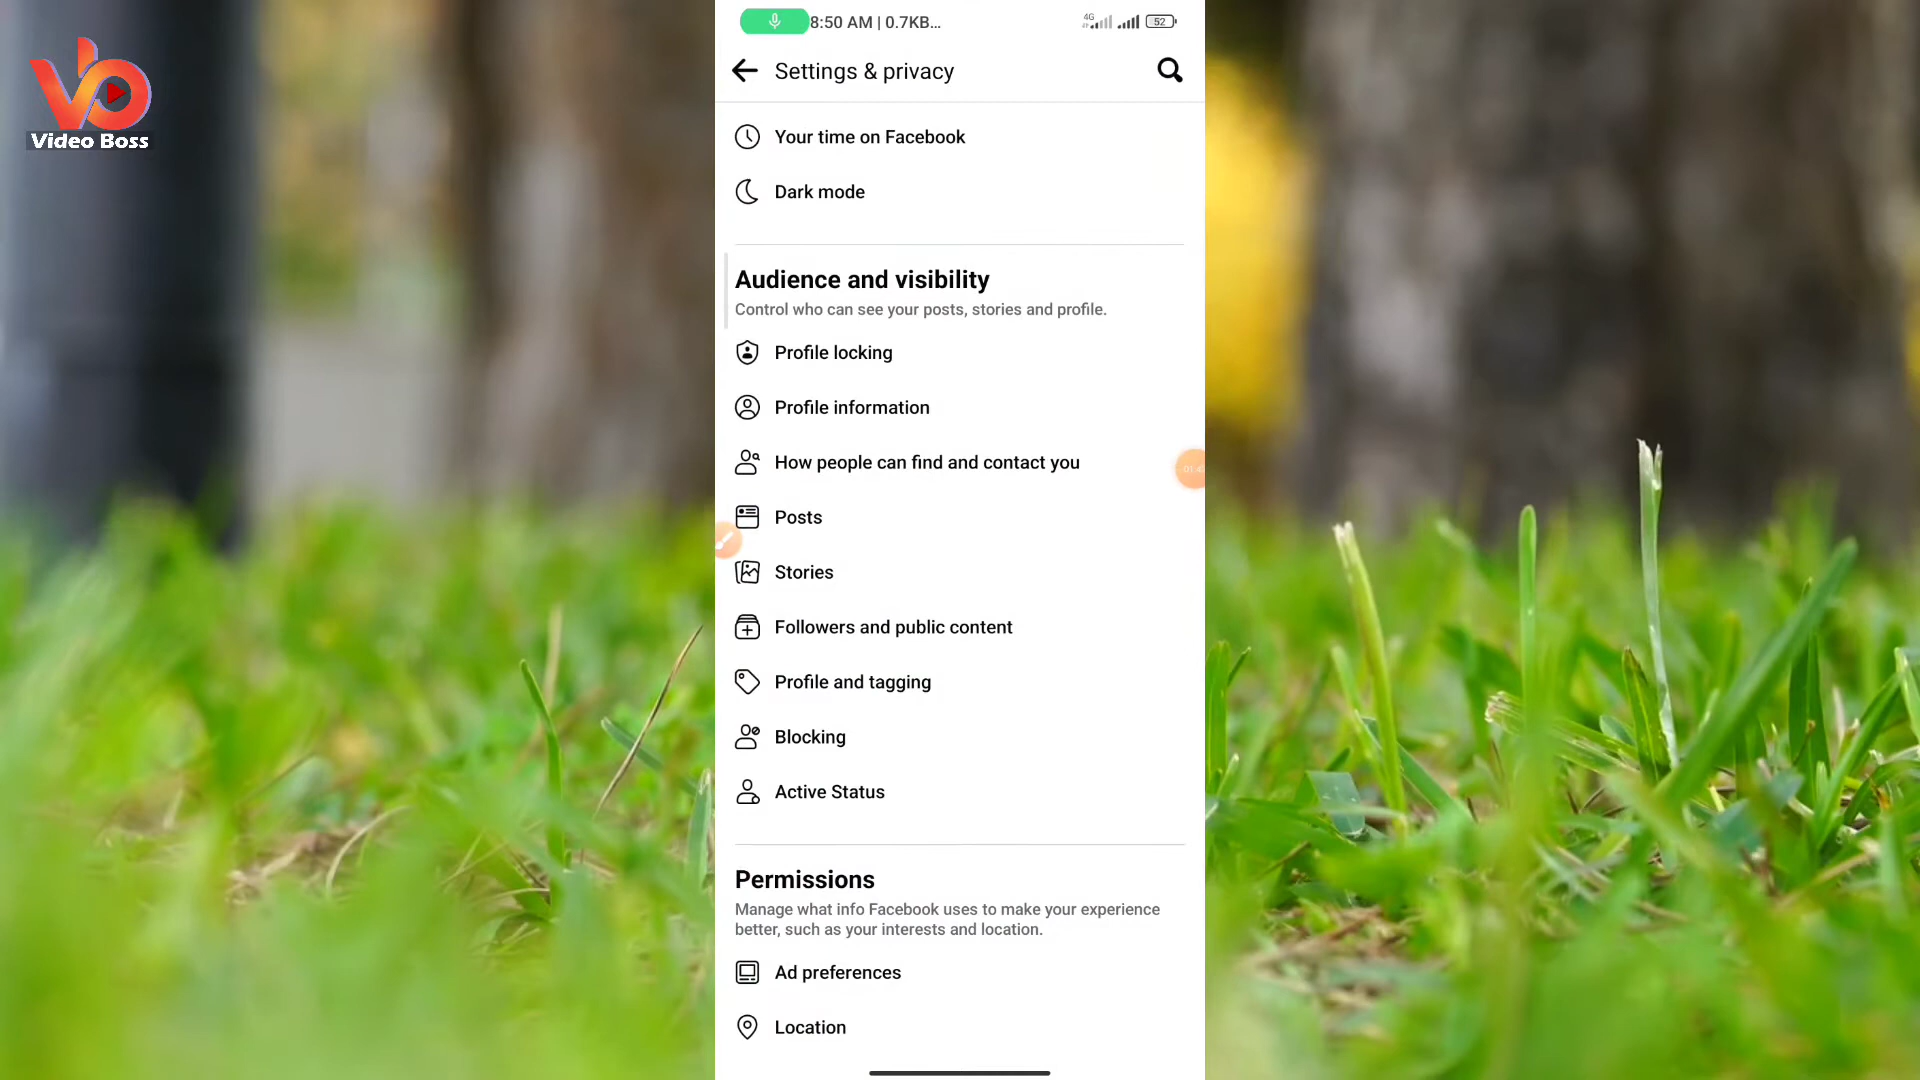 8:50 AM | 0.7KB...
4G
52
Video Boss
Settings & privacy
Your time on Facebook
Dark mode
Audience and visibility
Control who can see your posts, stories and profile.
Profile locking
Profile information
How people can find and contact you
Posts
Stories
Followers and public content
Profile and tagging
Blocking
Active Status
Permissions
Manage what info Facebook uses to make your experience
better, such as your interests and location.
Ad preferences
Location